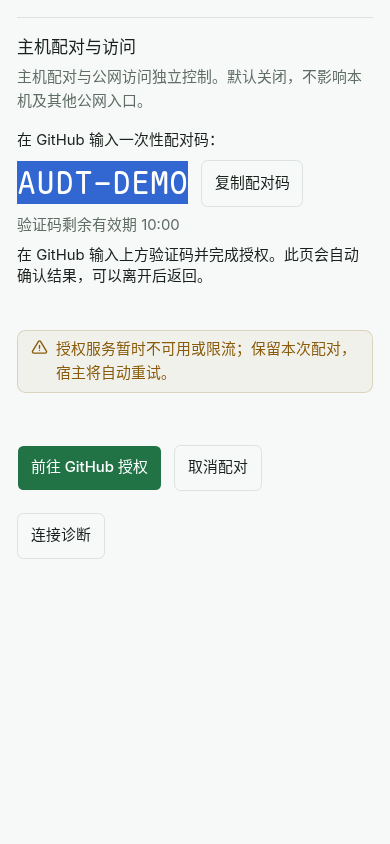 主机配对与访问
主机配对与公网访问独立控制。默认关闭，不影响本
机及其他公网入口。
在 GitHub 输入一次性配对码：
AUDT-DEMO 复制配对码
验证码剩余有效期 10:00
在 GitHub 输入上方验证码并完成授权。此页会自动
确认结果，可以离开后返回。
授权服务暂时不可用或限流；保留本次配对，
宿主将自动重试。
前往 GitHub 授权 取消配对
连接诊断